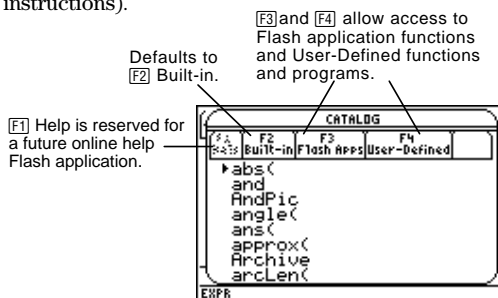 instructions).
F3 and F4 allow access to
Flash application functions
and User-Defined functions
and programs.
Defaults to
F2 Built-in.
F1 Help is reserved for
a future online help
Flash application.
CATALOG
F2 F3 F4
Built-in Flash Apps User-Defined
abs(
and
AndPic
angle(
ans(
approx(
Archive
arcLen(
EXPR